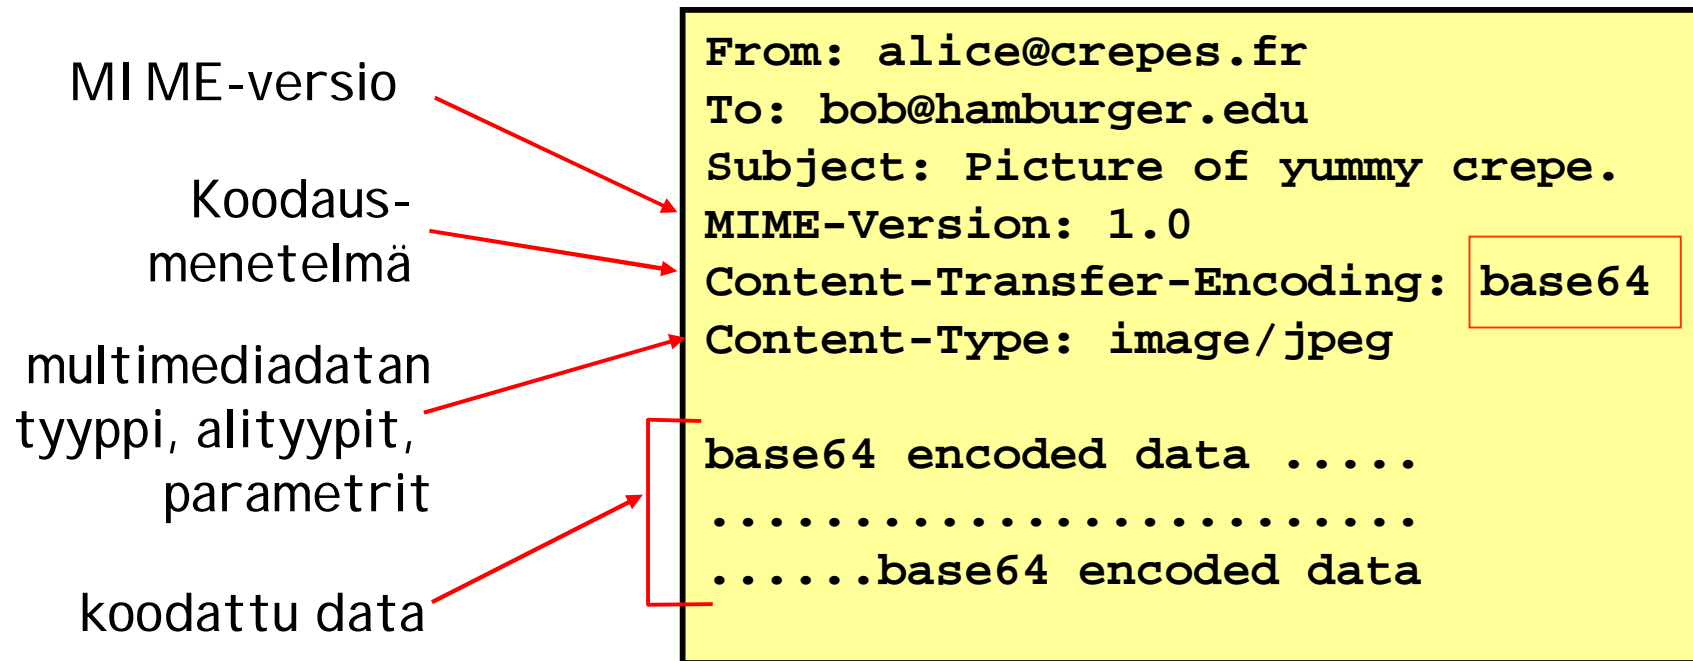 MIME-versio
Koodaus-
menetelmä
multimediadatan
tyyppi, alityypit,
parametrit
koodattu data
From: alice@crepes.fr
To: bob@hamburger.edu
Subject: Picture of yummy crepe.
MIME-Version: 1.0
Content-Transfer-Encoding: base64
Content-Type: image/jpeg
base64 encoded data .....
.........................
......base64 encoded data